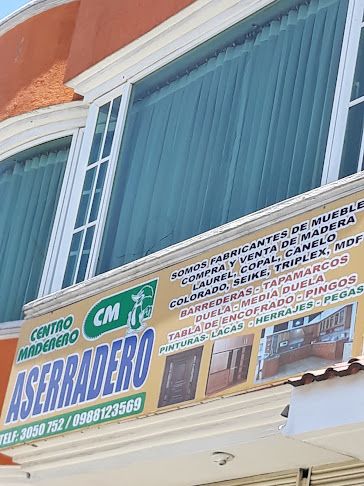 CENTRO
MADERERO
CM
ASERRADERO
TELF: 3050 752 / 0988123569
SOMOS FABRICANTES DE MUEBLE
COMPRA Y VENTA DE MADERA
LAUREL, COPAL, CANELO
COLORADO, SEIKE, TRIPLEX, MDF
BARREDERAS - TAPAMARCOS
DUELA - MEDIA DUELA
TABLA DE ENCOFRADO - PINGOS
PINTURAS - LACAS - HERRAJES - PEGAS